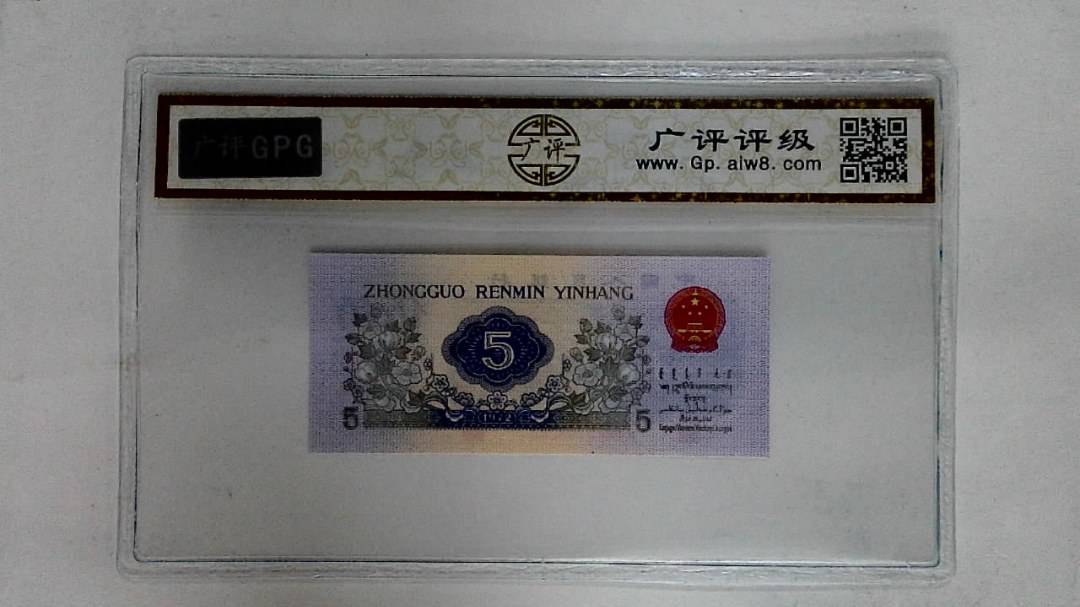 广评GPG
广评
广评评级
www. Gp. aiw8. com
ZHONGGUO RENMIN YINHANG
5
1972
5 5